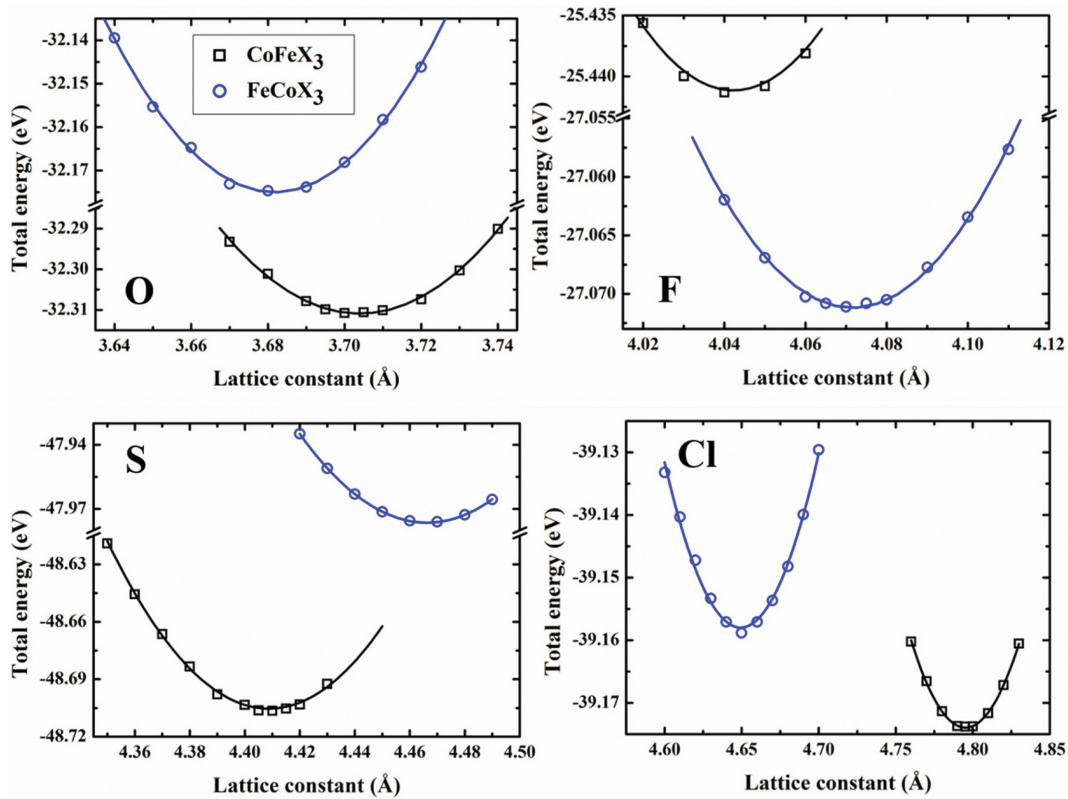 -32.14
-32.15
-32.16
-32.17
-32.29
-32.30
-32.31
Total energy (eV)
CoFeX₃
FeCoX₃
O
3.64 3.66 3.68 3.70 3.72 3.74
Lattice constant (Å)
-25.435
-25.440
-27.055
-27.060
-27.065
-27.070
Total energy (eV)
F
4.02 4.04 4.06 4.08 4.10 4.12
Lattice constant (Å)
-47.94
-47.97
-48.63
-48.66
-48.69
-48.72
Total energy (eV)
S
4.36 4.38 4.40 4.42 4.44 4.46 4.48 4.50
Lattice constant (Å)
-39.13
-39.14
-39.15
-39.16
-39.17
Total energy (eV)
Cl
4.60 4.65 4.70 4.75 4.80 4.85
Lattice constant (Å)